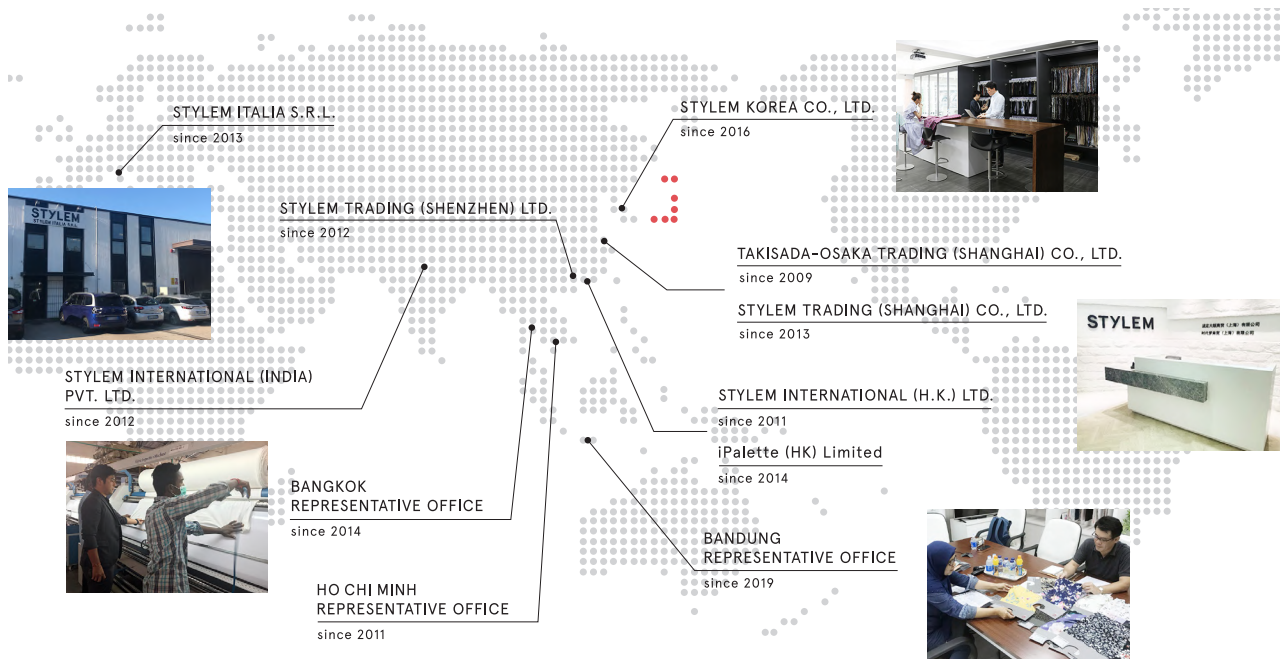 STYLEM ITALIA S.R.L.
since 2013
STYLEM KOREA CO., LTD.
since 2016
STYLEM
STYLEM ITALIA S.R.L.
STYLEM TRADING (SHENZHEN) LTD.
since 2012
TAKISADA-OSAKA TRADING (SHANGHAI) CO., LTD.
since 2009
STYLEM TRADING (SHANGHAI) CO., LTD.
since 2013
STYLEM
STYLEM INTERNATIONAL (INDIA)
PVT. LTD.
since 2012
STYLEM INTERNATIONAL (H.K.) LTD.
since 2011
iPalette (HK) Limited
since 2014
BANGKOK
REPRESENTATIVE OFFICE
since 2014
BANDUNG
REPRESENTATIVE OFFICE
since 2019
HO CHI MINH
REPRESENTATIVE OFFICE
since 2011